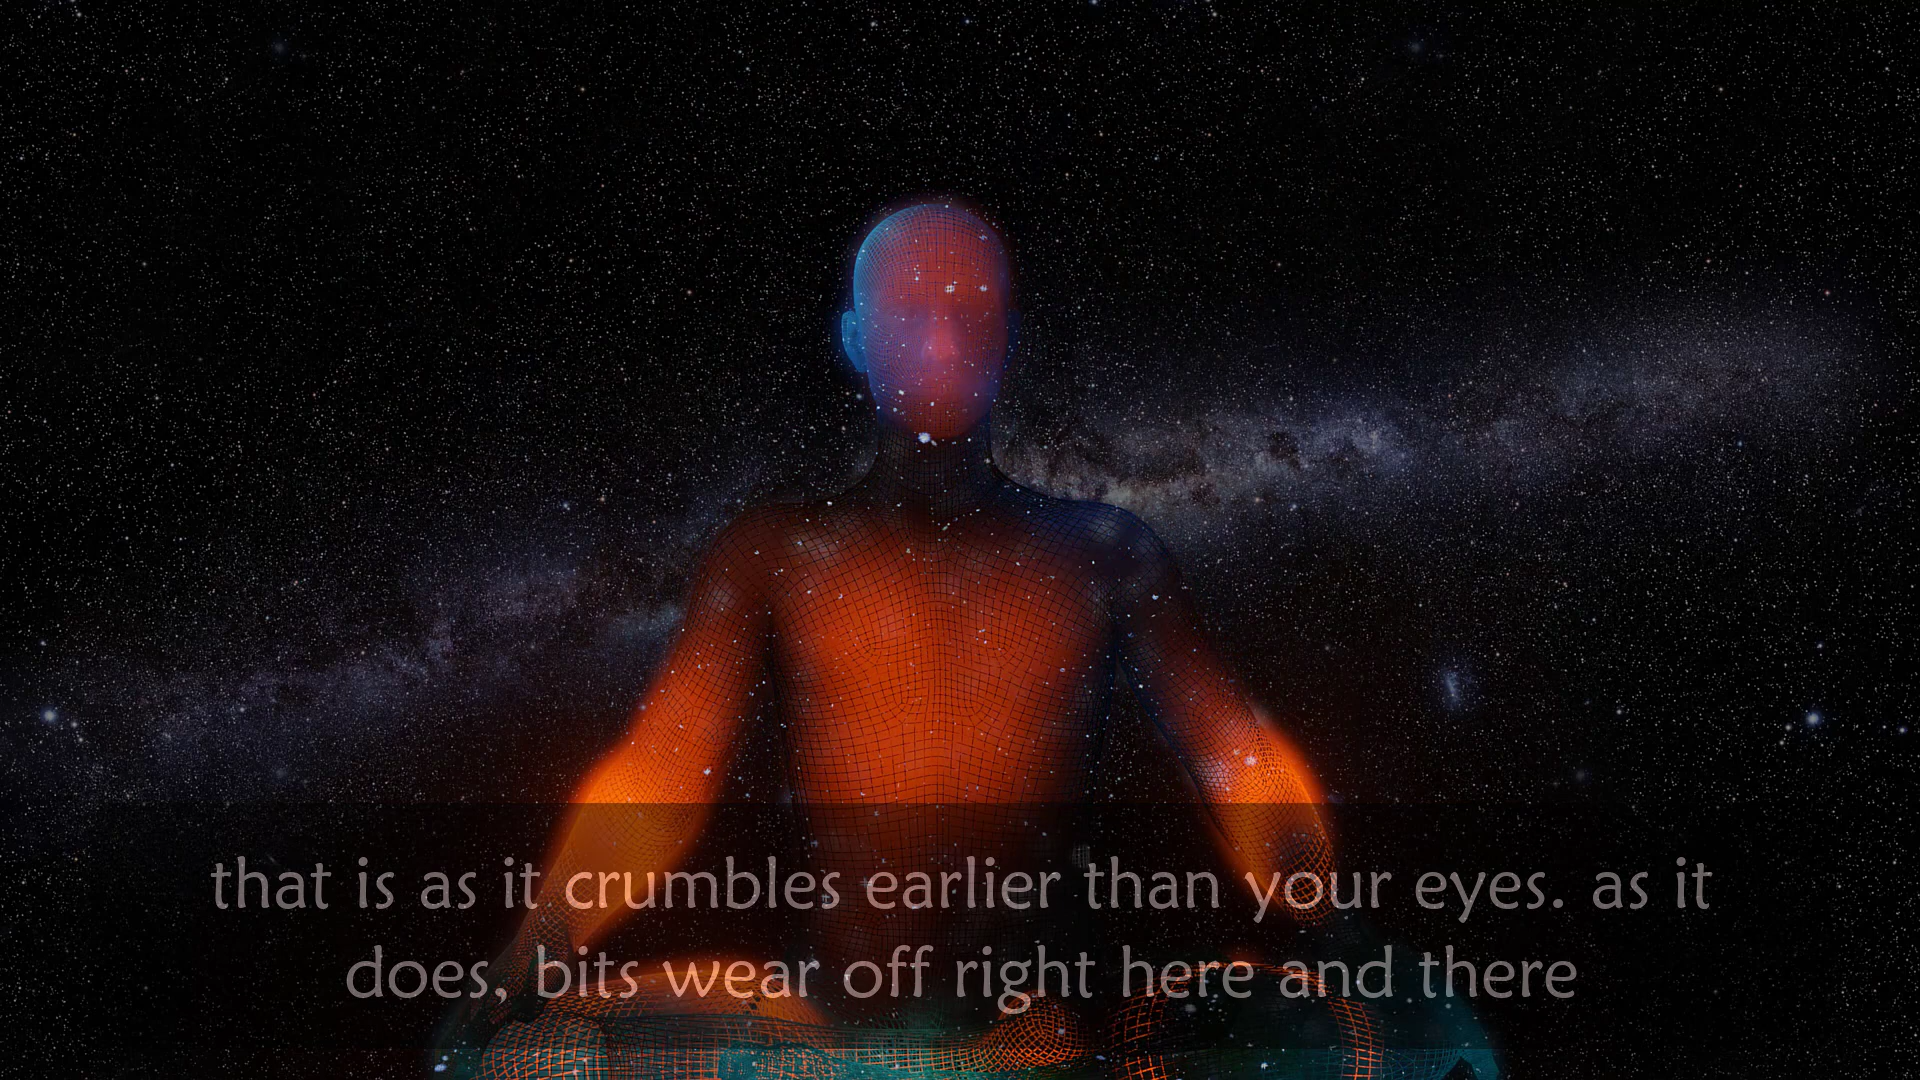 that is as it crumbles earlier than your eyes. as it
does, bits wear off right here and there